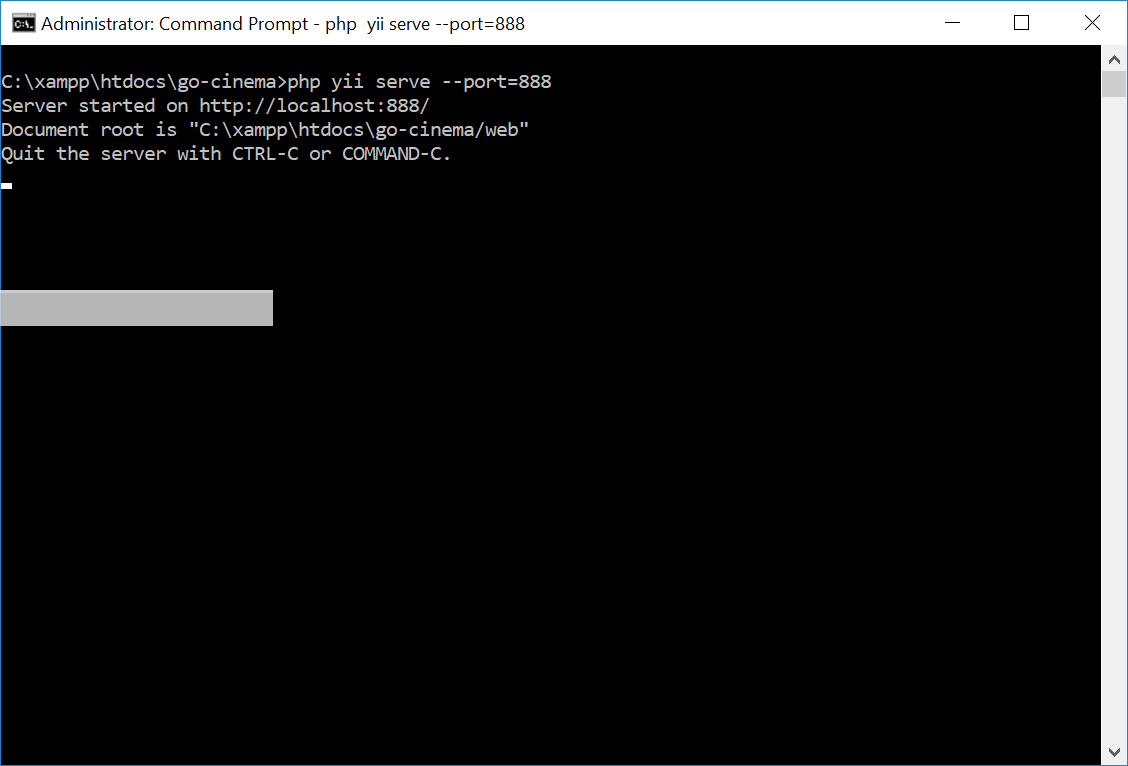 Administrator: Command Prompt - php  yii serve --port=888
C:\xampp\htdocs\go-cinema>php yii serve --port=888
Server started on http://localhost:888/
Document root is "C:\xampp\htdocs\go-cinema/web"
Quit the server with CTRL-C or COMMAND-C.